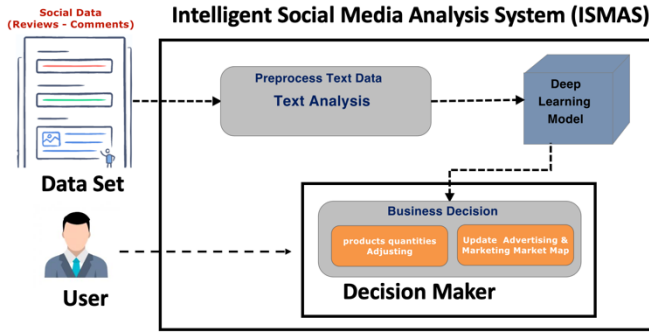 Intelligent Social Media Analysis System (ISMAS)
Social Data
(Reviews - Comments)
Preprocess Text Data
Text Analysis
Deep
Learning
Model
Data Set
Business Decision
products quantities
Adjusting
Update Advertising &
Marketing Market Map
Decision Maker
User